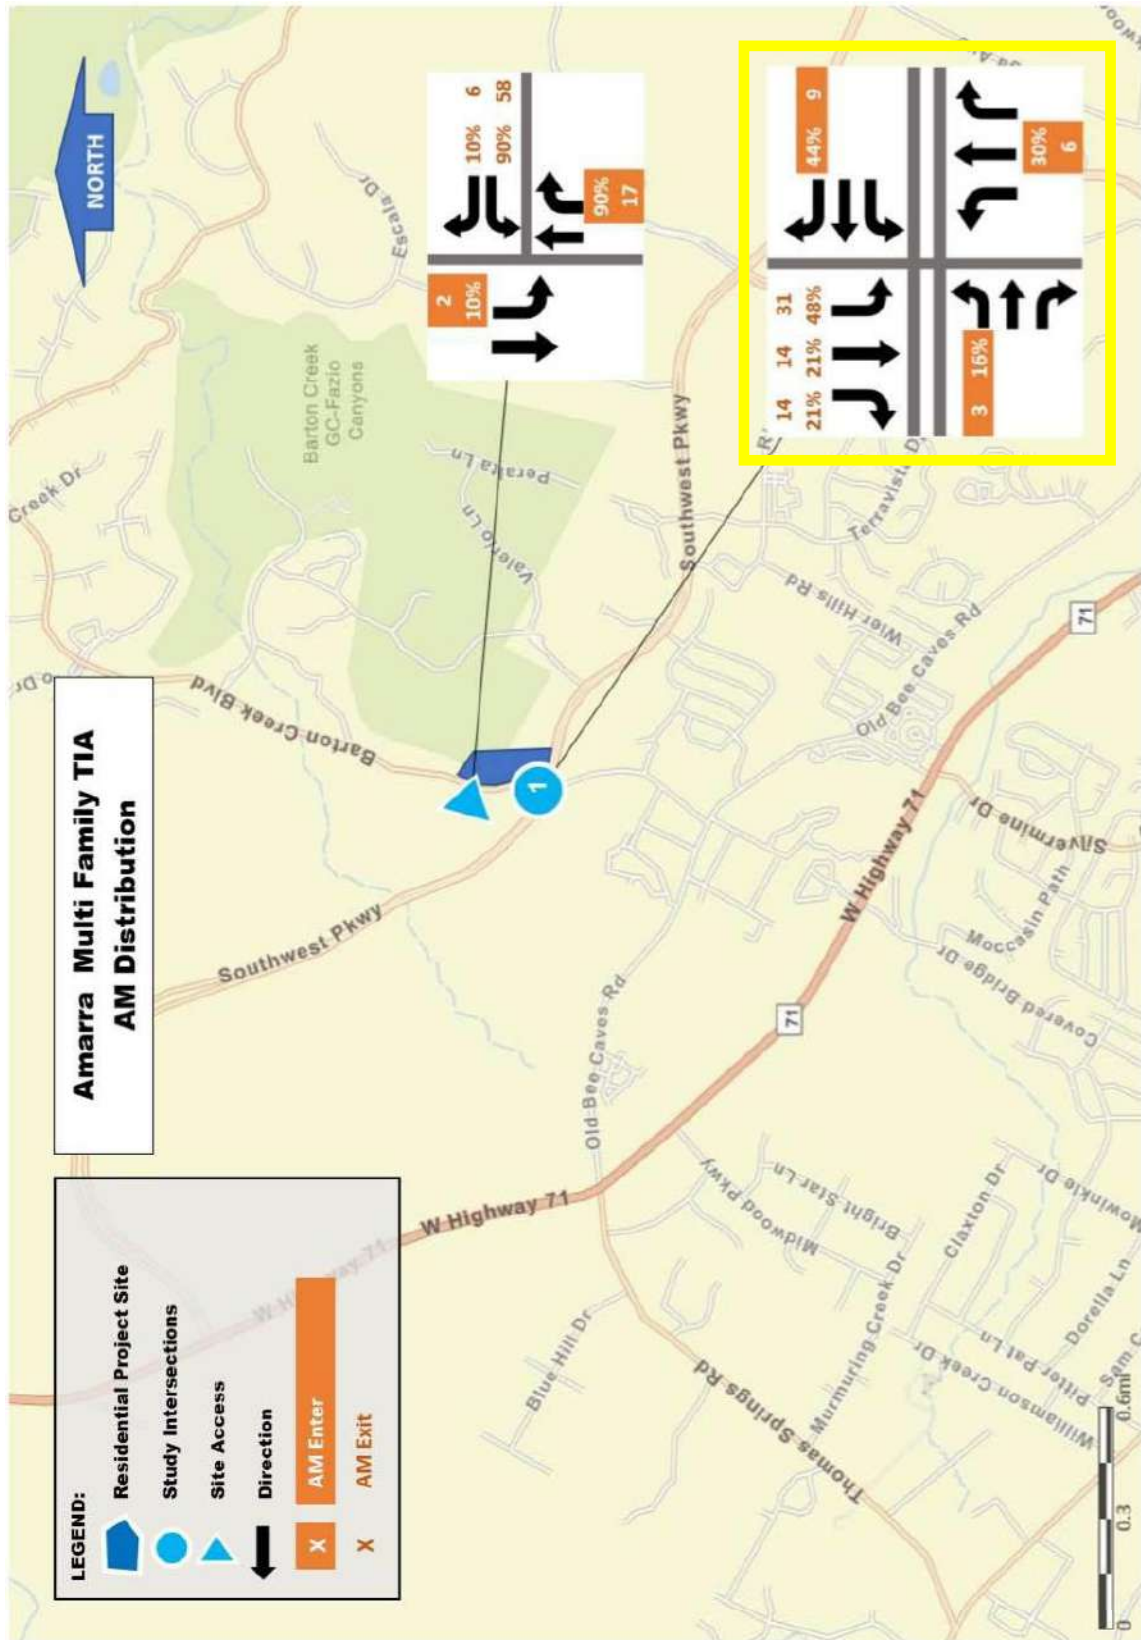 Amarra Multi Family TIA
AM Distribution
LEGEND:
Residential Project Site
Study Intersections
Site Access
Direction
X AM Enter
X AM Exit
NORTH
2
10%
10% 6
90% 58
90%
17
14 14 31
21% 21% 48%
44% 9
3 16%
30%
6
1
Creek Dr
o Dr
Barton Creek Blvd
Barton Creek
GC-Fazio
Canyons
Escala Dr
Peralta Ln
Valerio Ln
Southwest Pkwy
Southwest Pkwy
W Highway 71
W Highway 71
W Highway 71
71
71
Old Bee Caves Rd
Old Bee Caves Rd
Wier Hills Rd
Terravista D
Silvermine Dr
Moccasin Path
Covered Bridge Dr
Midwood Pkwy
Bright Star Ln
Murmuring Creek Dr
Claxton Dr
Mowinkle Dr
Dorella Ln
Pitter Pat Ln
Williamson Creek Dr
Sam C
Blue Hill Dr
Thomas Springs Rd
0 0.3 0.6mi